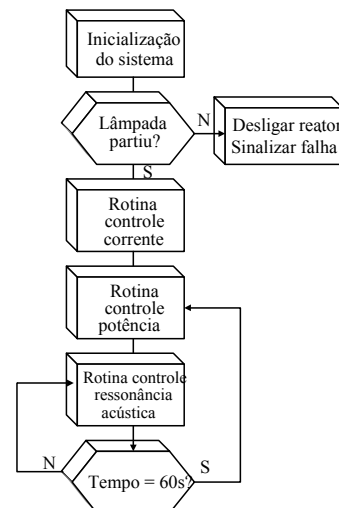 Inicialização
do sistema
Lâmpada
partiu?
N
Desligar reator
Sinalizar falha
S
Rotina
controle
corrente
Rotina
controle
potência
Rotina controle
ressonância
acústica
N
Tempo = 60s?
S